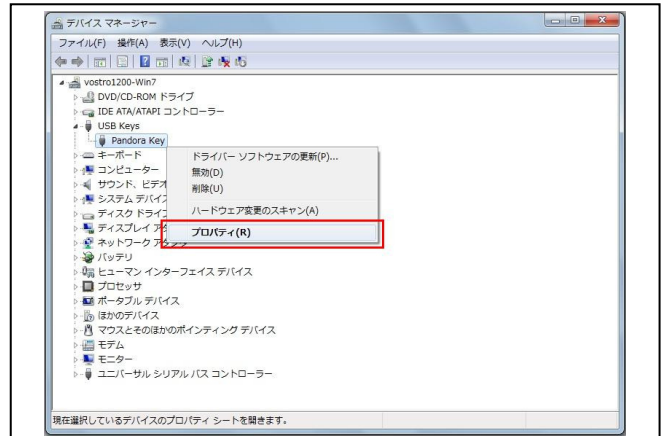 デバイス マネージャー
ファイル(F) 操作(A) 表示(V) ヘルプ(H)
vostro1200-Win7
DVD/CD-ROM ドライブ
IDE ATA/ATAPI コントローラー
USB Keys
Pandora Key
キーボード
ドライバー ソフトウェアの更新(P)...
コンピューター
無効(D)
サウンド、ビデオ
削除(U)
システム デバイ
ディスク ドライブ
ハードウェア変更のスキャン(A)
ディスプレイ アダ
プロパティ(R)
ネットワーク アダプター
バッテリ
ヒューマン インターフェイス デバイス
プロセッサ
ポータブル デバイス
ほかのデバイス
マウスとそのほかのポインティング デバイス
モデム
モニター
ユニバーサル シリアル バス コントローラー
現在選択しているデバイスのプロパティ シートを開きます。